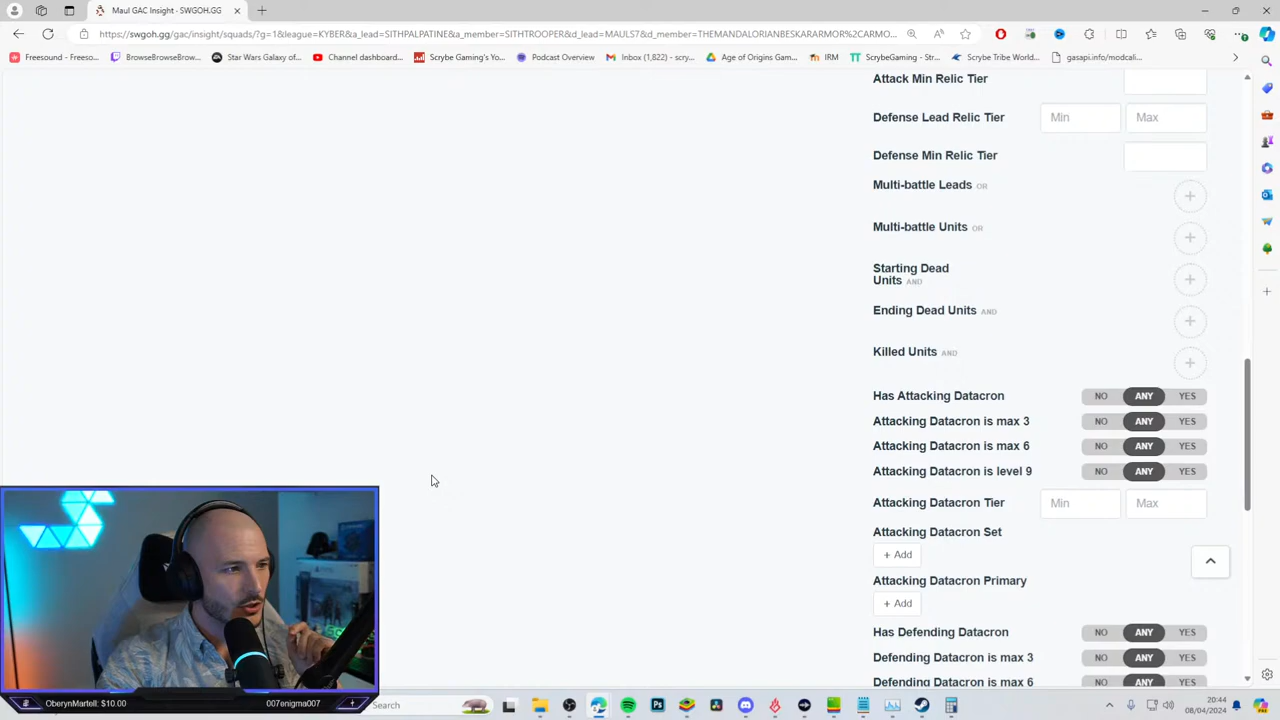 Maul GAC Insight - SWGOH.GG
https://swgoh.gg/gac/insight/squads/?g=1&league=KYBER&a_lead=SITHPALPATINE&a_member=SITHTROOPER&d_lead=MAULS7&d_member=THEMANDALORIANBESKARARMOR%2CARMO...
Freesound - Freeso...
BrowseBrowseBrow...
Star Wars Galaxy of...
Channel dashboard...
Scrybe Gaming's Yo...
Podcast Overview
Inbox (1,822) - scry...
Age of Origins Gam...
IRM
ScrybeGaming - Str...
Scrybe Tribe World...
gasapi.info/modcali...
Attack Min Relic Tier
Defense Lead Relic Tier Min Max
Defense Min Relic Tier
Multi-battle Leads OR
Multi-battle Units OR
Starting Dead
Units AND
Ending Dead Units AND
Killed Units AND
Has Attacking Datacron NO ANY YES
Attacking Datacron is max 3 NO ANY YES
Attacking Datacron is max 6 NO ANY YES
Attacking Datacron is level 9 NO ANY YES
Attacking Datacron Tier Min Max
Attacking Datacron Set
+ Add
Attacking Datacron Primary
+ Add
Has Defending Datacron NO ANY YES
Defending Datacron is max 3 NO ANY YES
Defending Datacron is max 6 NO ANY YES
OberynMartell: $10.00
007enigma007
Search
20:44
08/04/2024